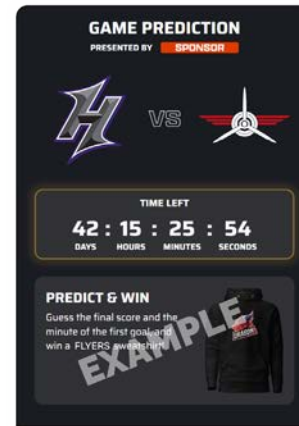 GAME PREDICTION
PRESENTED BY SPONSOR
VS
TIME LEFT
42 : 15 : 25 : 54
DAYS HOURS MINUTES SECONDS
PREDICT & WIN
Guess the final score and the
minute of the first goal, and
win a FLYERS sweatshirt!
EXAMPLE